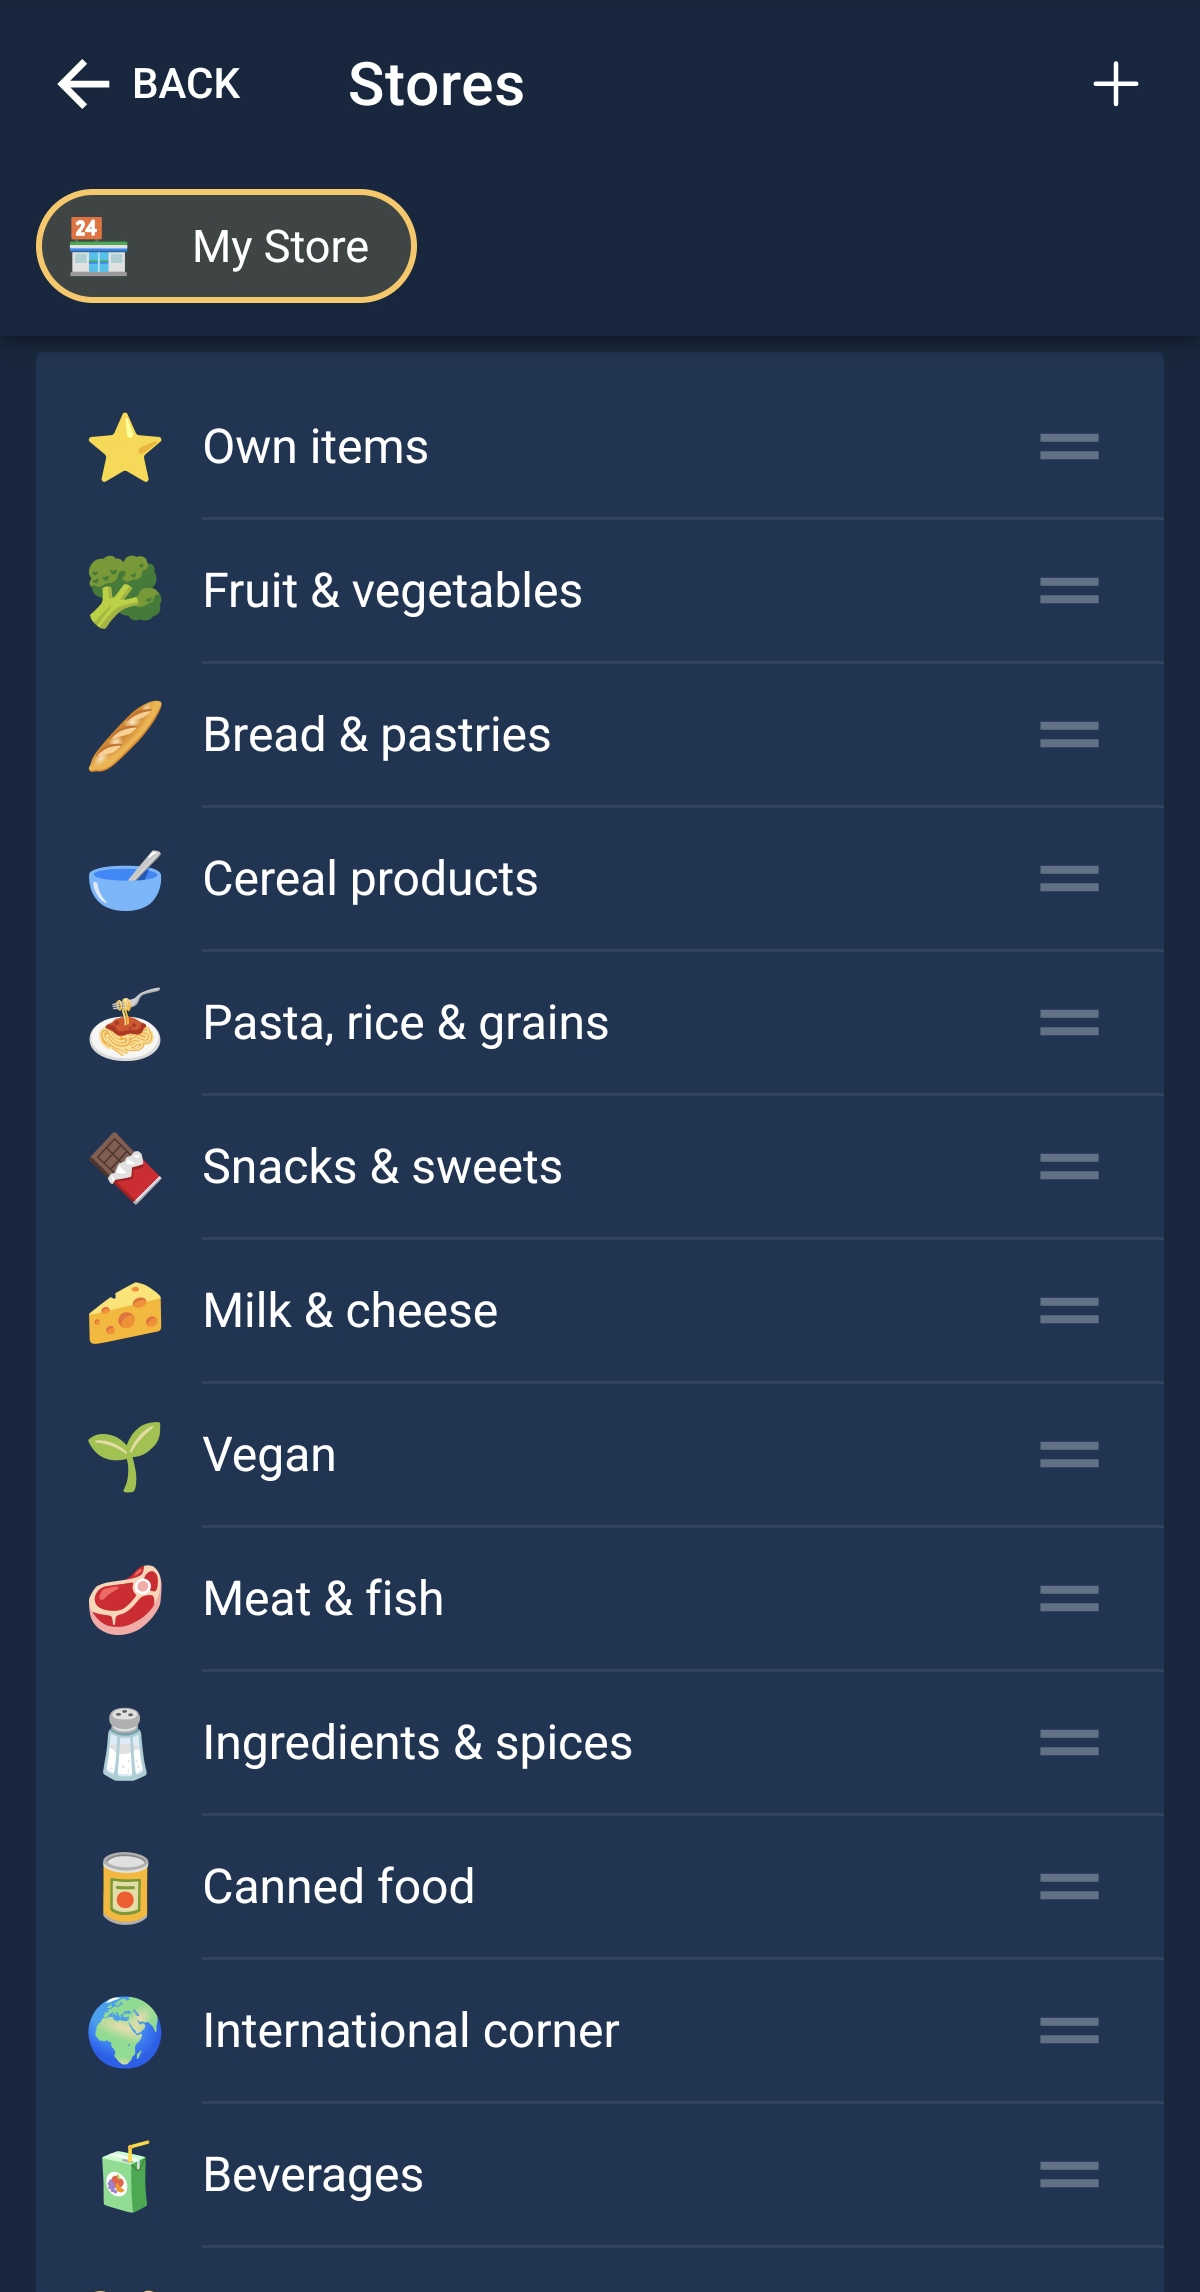 BACK
Stores
24
My Store
Own items
Fruit & vegetables
Bread & pastries
Cereal products
Pasta, rice & grains
Snacks & sweets
Milk & cheese
Vegan
Meat & fish
Ingredients & spices
Canned food
International corner
Beverages